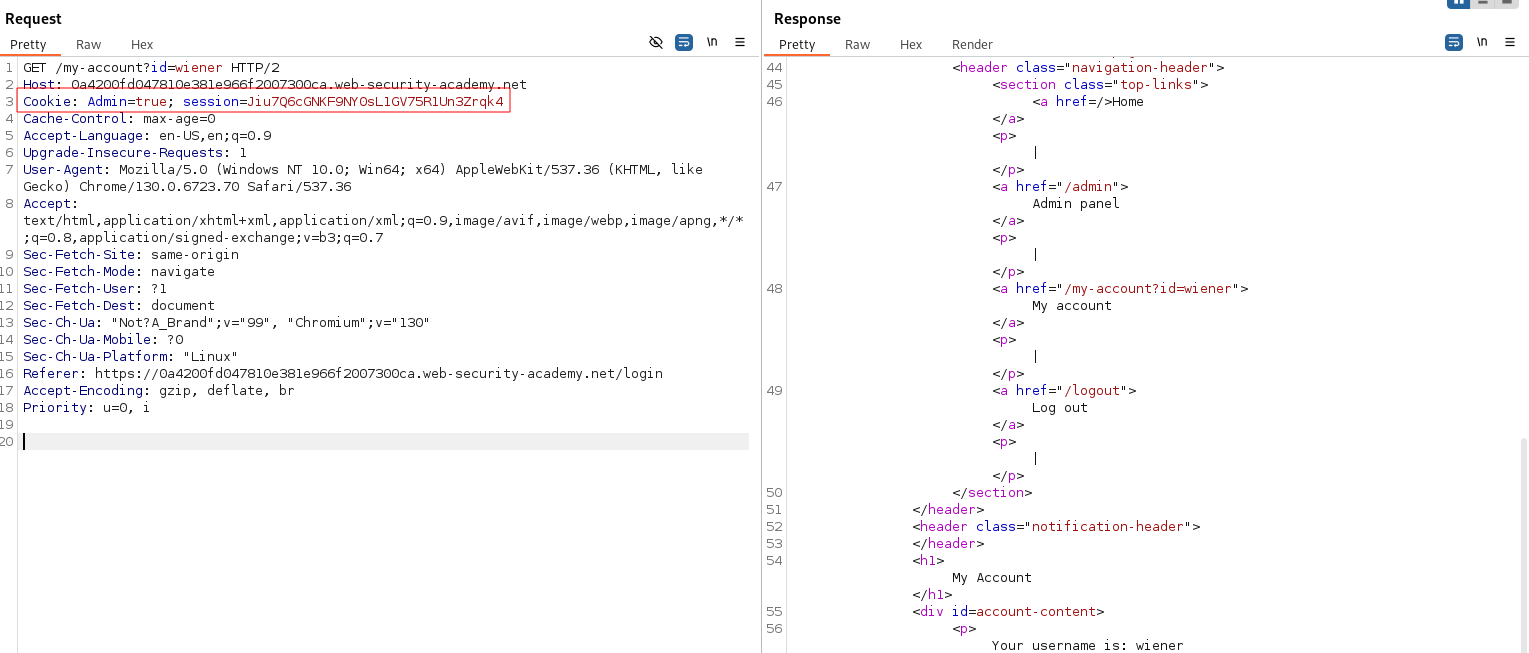 Request
Pretty Raw Hex
\n
1 GET /my-account?id=wiener HTTP/2
2 Host: 0a4200fd047810e381e966f2007300ca.web-security-academy.net
3 Cookie: Admin=true; session=Jiu7Q6cGNKF9NYOsL1GV75R1Un3Zrqk4
4 Cache-Control: max-age=0
5 Accept-Language: en-US,en;q=0.9
6 Upgrade-Insecure-Requests: 1
7 User-Agent: Mozilla/5.0 (Windows NT 10.0; Win64; x64) AppleWebKit/537.36 (KHTML, like
Gecko) Chrome/130.0.6723.70 Safari/537.36
8 Accept:
text/html,application/xhtml+xml,application/xml;q=0.9,image/avif,image/webp,image/apng,*/*
;q=0.8,application/signed-exchange;v=b3;q=0.7
9 Sec-Fetch-Site: same-origin
10 Sec-Fetch-Mode: navigate
11 Sec-Fetch-User: ?1
12 Sec-Fetch-Dest: document
13 Sec-Ch-Ua: "Not?A_Brand";v="99", "Chromium";v="130"
14 Sec-Ch-Ua-Mobile: ?0
15 Sec-Ch-Ua-Platform: "Linux"
16 Referer: https://0a4200fd047810e381e966f2007300ca.web-security-academy.net/login
17 Accept-Encoding: gzip, deflate, br
18 Priority: u=0, i
19
20
Response
Pretty Raw Hex Render
\n
44 <header class="navigation-header">
45 <section class="top-links">
46 <a href=/>Home
</a>
<p>
|
</p>
47 <a href="/admin">
Admin panel
</a>
<p>
|
</p>
48 <a href="/my-account?id=wiener">
My account
</a>
<p>
|
</p>
49 <a href="/logout">
Log out
</a>
<p>
|
</p>
50 </section>
51 </header>
52 <header class="notification-header">
53 </header>
54 <h1>
My Account
</h1>
55 <div id=account-content>
56 <p>
Your username is: wiener